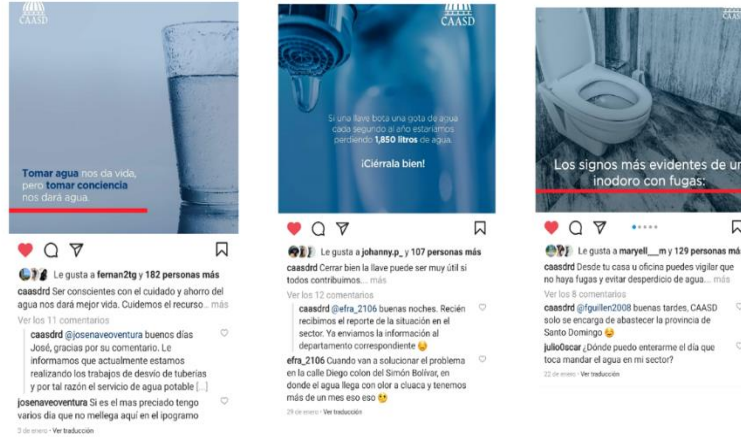 CAASD
Tomar agua nos da vida,
pero tomar conciencia
nos dará agua.
Le gusta a fernan2tg y 182 personas más
caasdrd Ser conscientes con el cuidado y ahorro del
agua nos dará mejor vida. Cuidemos el recurso... más
Ver los 11 comentarios
caasdrd @josenaveoventura buenos días
José, gracias por su comentario. Le
informamos que actualmente estamos
realizando los trabajos de desvio de tuberias
y por tal razón el servicio de agua potable [...]
josenaveoventura Si es el mas preciado tengo
varios dia que no mellega aquí en el ipogramo
3 de enero · Ver traducción
CAASD
Si una llave bota una gota de agua
cada segundo al año estaríamos
perdiendo 1,850 litros de agua.
¡Ciérrala bien!
Le gusta a johanny.p_ y 107 personas más
caasdrd Cerrar bien la llave puede ser muy útil si
todos contribuimos... más
Ver los 12 comentarios
caasdrd @efra_2106 buenas noches. Recién
recibimos el reporte de la situación en el
sector. Ya enviamos la información al
departamento correspondiente
efra_2106 Cuando van a solucionar el problema
en la calle Diego colon del Simón Bolívar, en
donde el agua llega con olor a cluaca y tenemos
más de un mes eso eso
29 de enero · Ver traducción
CAASD
Los signos más evidentes de un
inodoro con fugas:
Le gusta a maryell__m y 129 personas más
caasdrd Desde tu casa u oficina puedes vigilar que
no haya fugas y evitar desperdicio de agua... más
Ver los 8 comentarios
caasdrd @fguillen2008 buenas tardes, CAASD
solo se encarga de abastecer la provincia de
Santo Domingo
julio0scar ¿Dónde puedo enterarme el día que
toca mandar el agua en mi sector?
22 de enero · Ver traducción